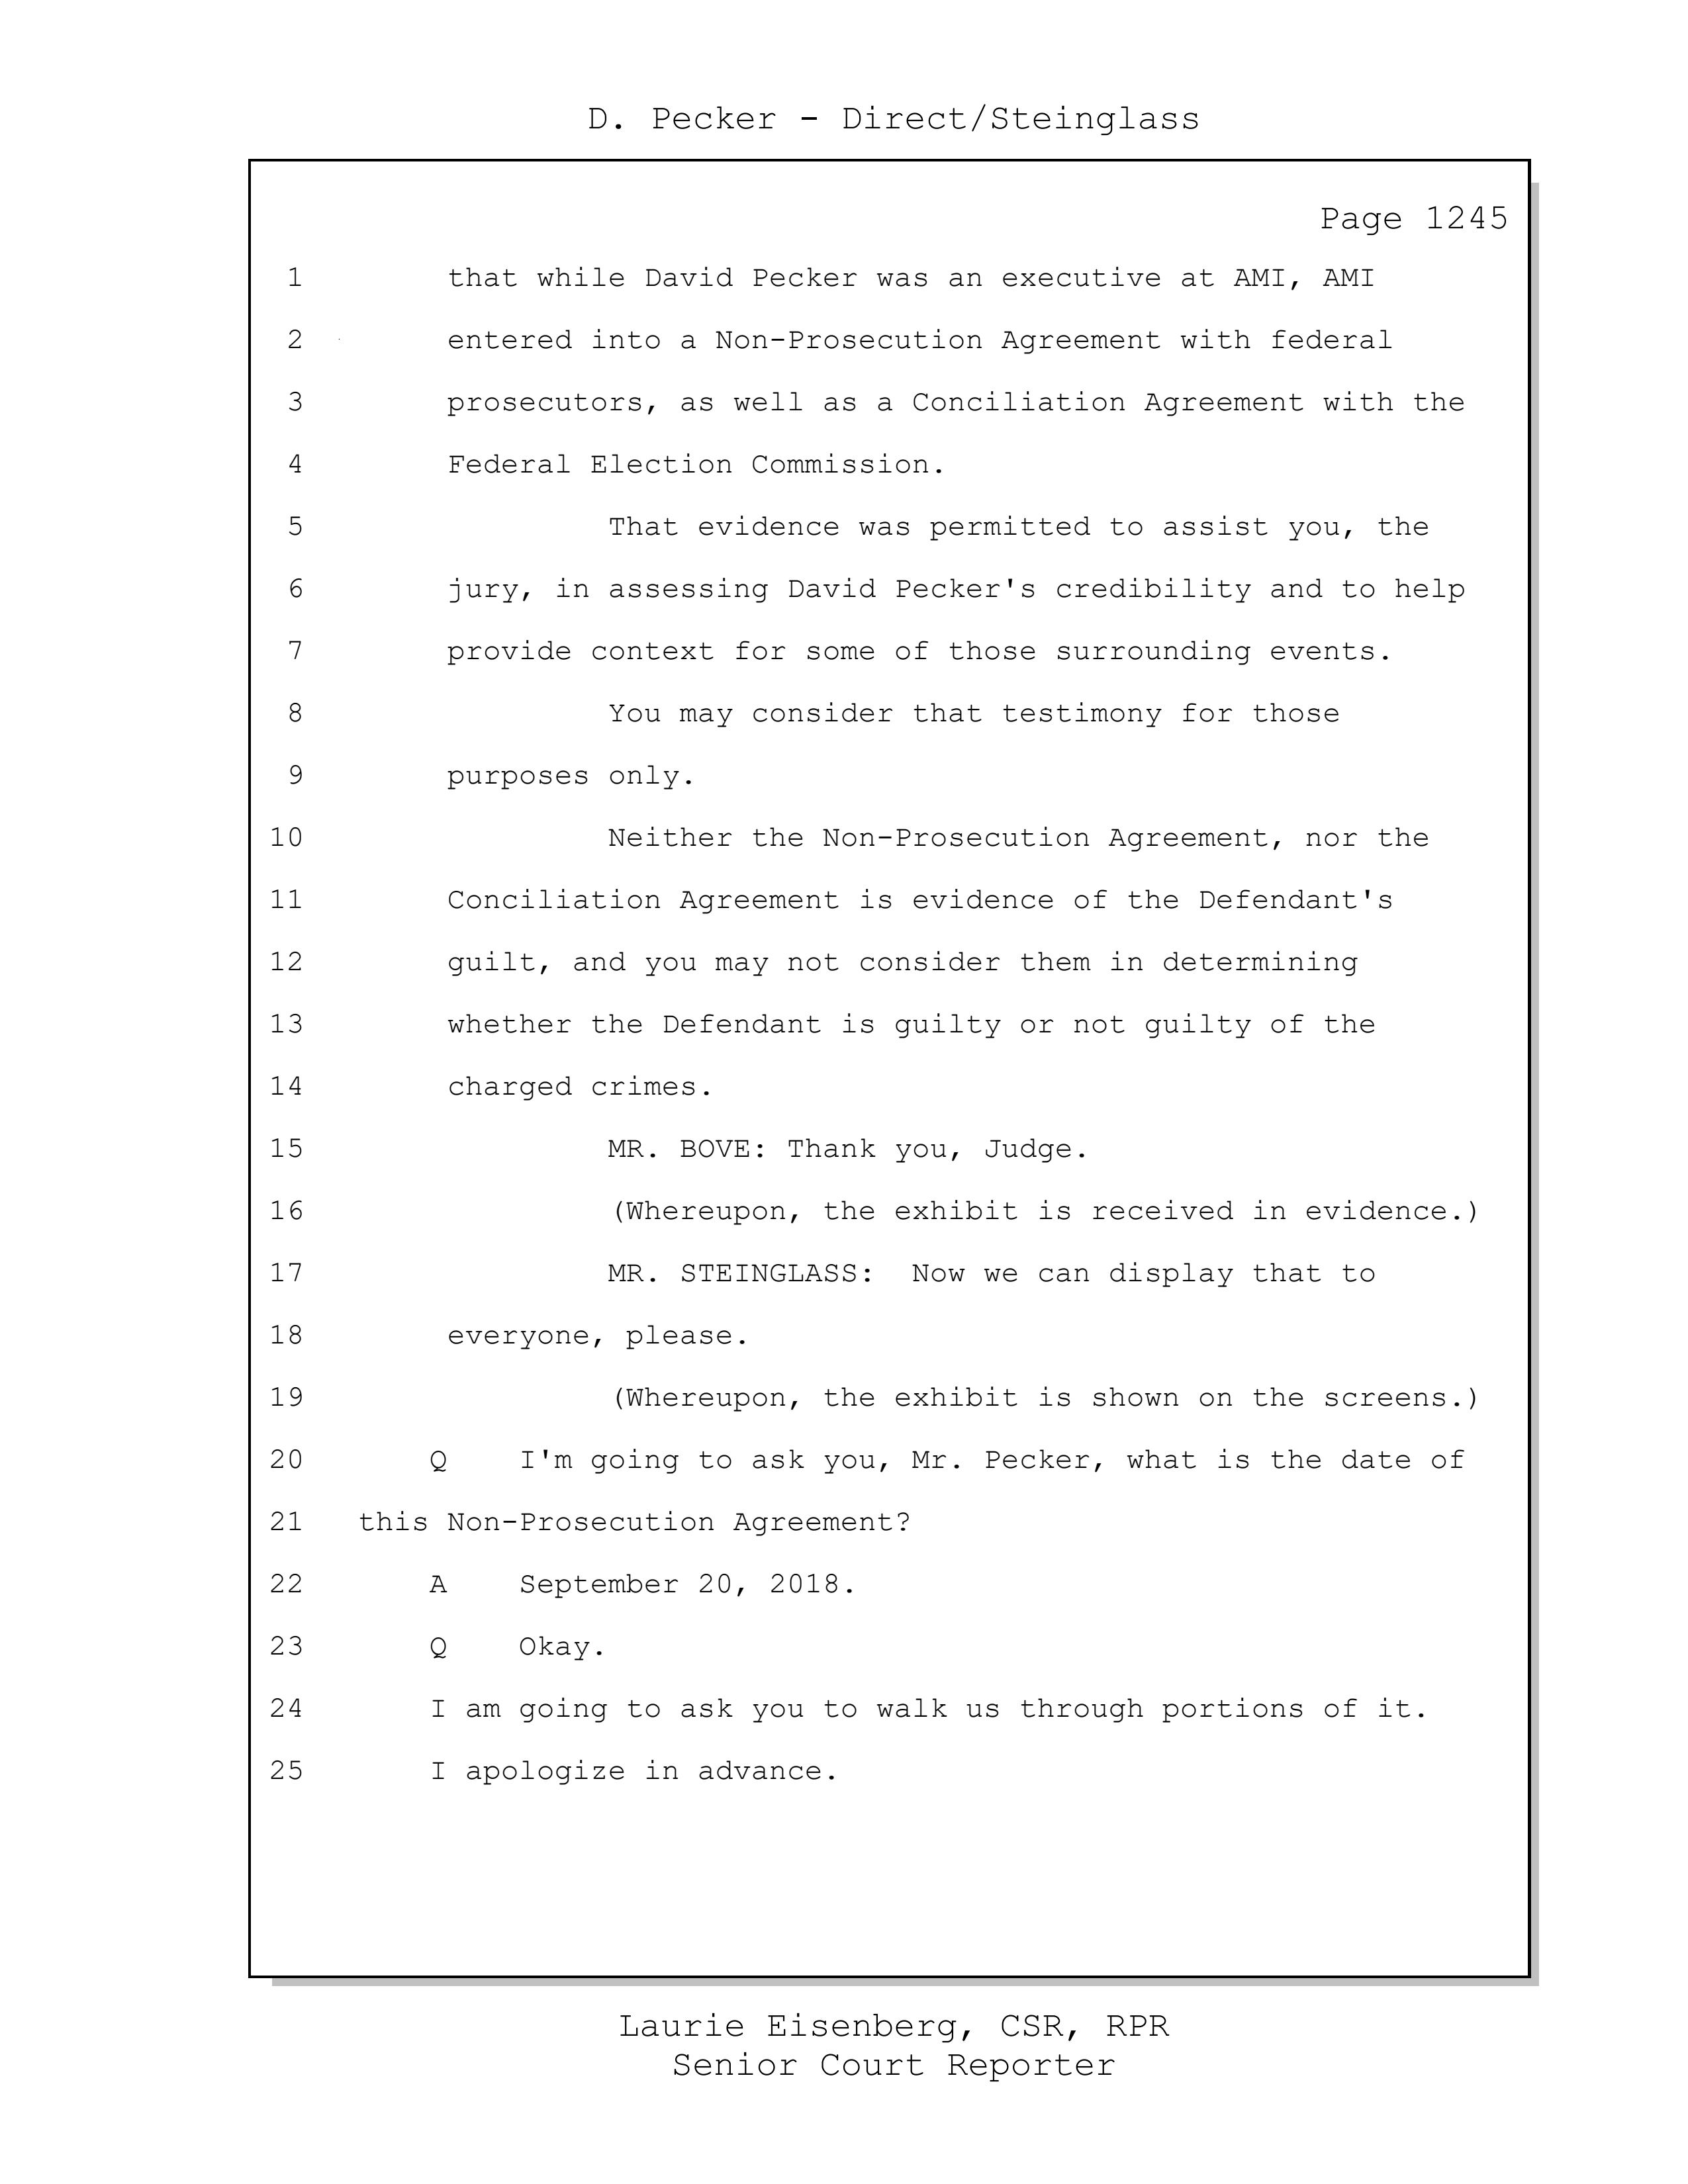 D. Pecker - Direct/Steinglass
Page 1245
1 that while David Pecker was an executive at AMI, AMI
2 entered into a Non-Prosecution Agreement with federal
3 prosecutors, as well as a Conciliation Agreement with the
4 Federal Election Commission.
5 That evidence was permitted to assist you, the
6 jury, in assessing David Pecker's credibility and to help
7 provide context for some of those surrounding events.
8 You may consider that testimony for those
9 purposes only.
10 Neither the Non-Prosecution Agreement, nor the
11 Conciliation Agreement is evidence of the Defendant's
12 guilt, and you may not consider them in determining
13 whether the Defendant is guilty or not guilty of the
14 charged crimes.
15 MR. BOVE: Thank you, Judge.
16 (Whereupon, the exhibit is received in evidence.)
17 MR. STEINGLASS: Now we can display that to
18 everyone, please.
19 (Whereupon, the exhibit is shown on the screens.)
20 Q I'm going to ask you, Mr. Pecker, what is the date of
21 this Non-Prosecution Agreement?
22 A September 20, 2018.
23 Q Okay.
24 I am going to ask you to walk us through portions of it.
25 I apologize in advance.
Laurie Eisenberg, CSR, RPR
Senior Court Reporter